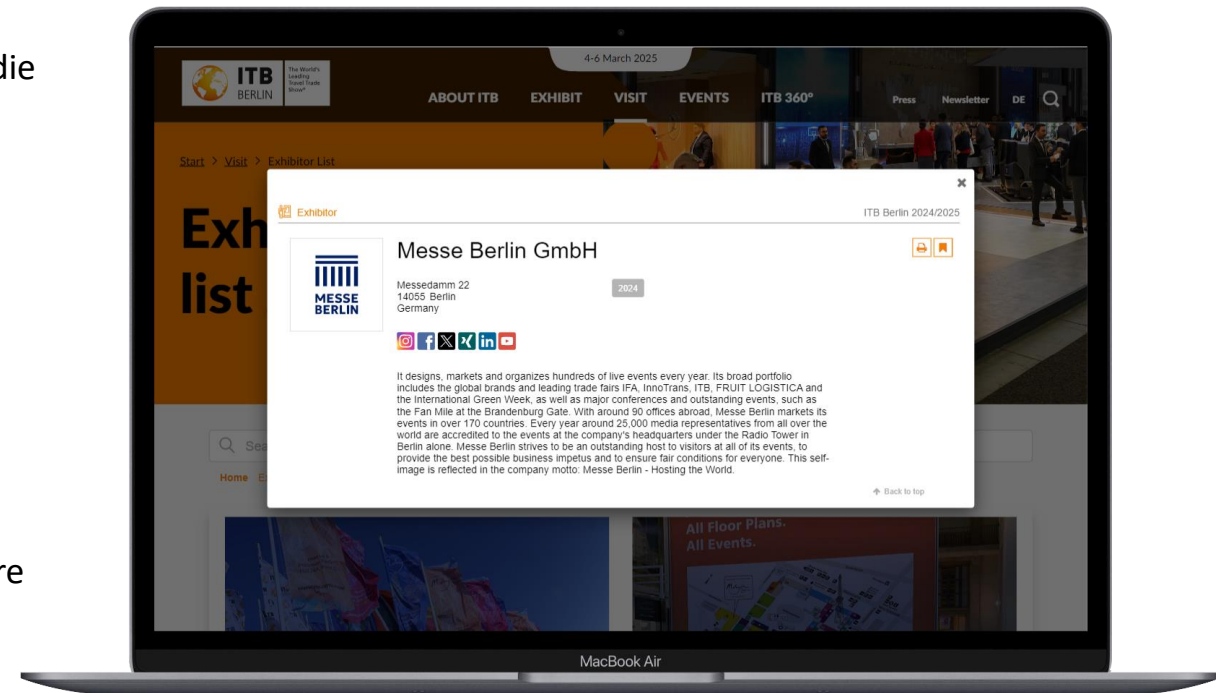 die
re
4-6 March 2025
ITB
BERLIN
The World's
Leading
Travel Trade
Show®
ABOUT ITB EXHIBIT VISIT EVENTS ITB 360° Press Newsletter DE
Start > Visit > Exhibitor List
Exh
list
Exhibitor ITB Berlin 2024/2025
MESSE
BERLIN
Messe Berlin GmbH
Messedamm 22
14055 Berlin
Germany
2024
It designs, markets and organizes hundreds of live events every year. Its broad portfolio
includes the global brands and leading trade fairs IFA, InnoTrans, ITB, FRUIT LOGISTICA and
the International Green Week, as well as major conferences and outstanding events, such as
the Fan Mile at the Brandenburg Gate. With around 90 offices abroad, Messe Berlin markets its
events in over 170 countries. Every year around 25,000 media representatives from all over the
world are accredited to the events at the company's headquarters under the Radio Tower in
Berlin alone. Messe Berlin strives to be an outstanding host to visitors at all of its events, to
provide the best possible business impetus and to ensure fair conditions for everyone. This self-
image is reflected in the company motto: Messe Berlin - Hosting the World.
Back to top
Sea
Home E
All Floor Plans.
All Events.
MacBook Air